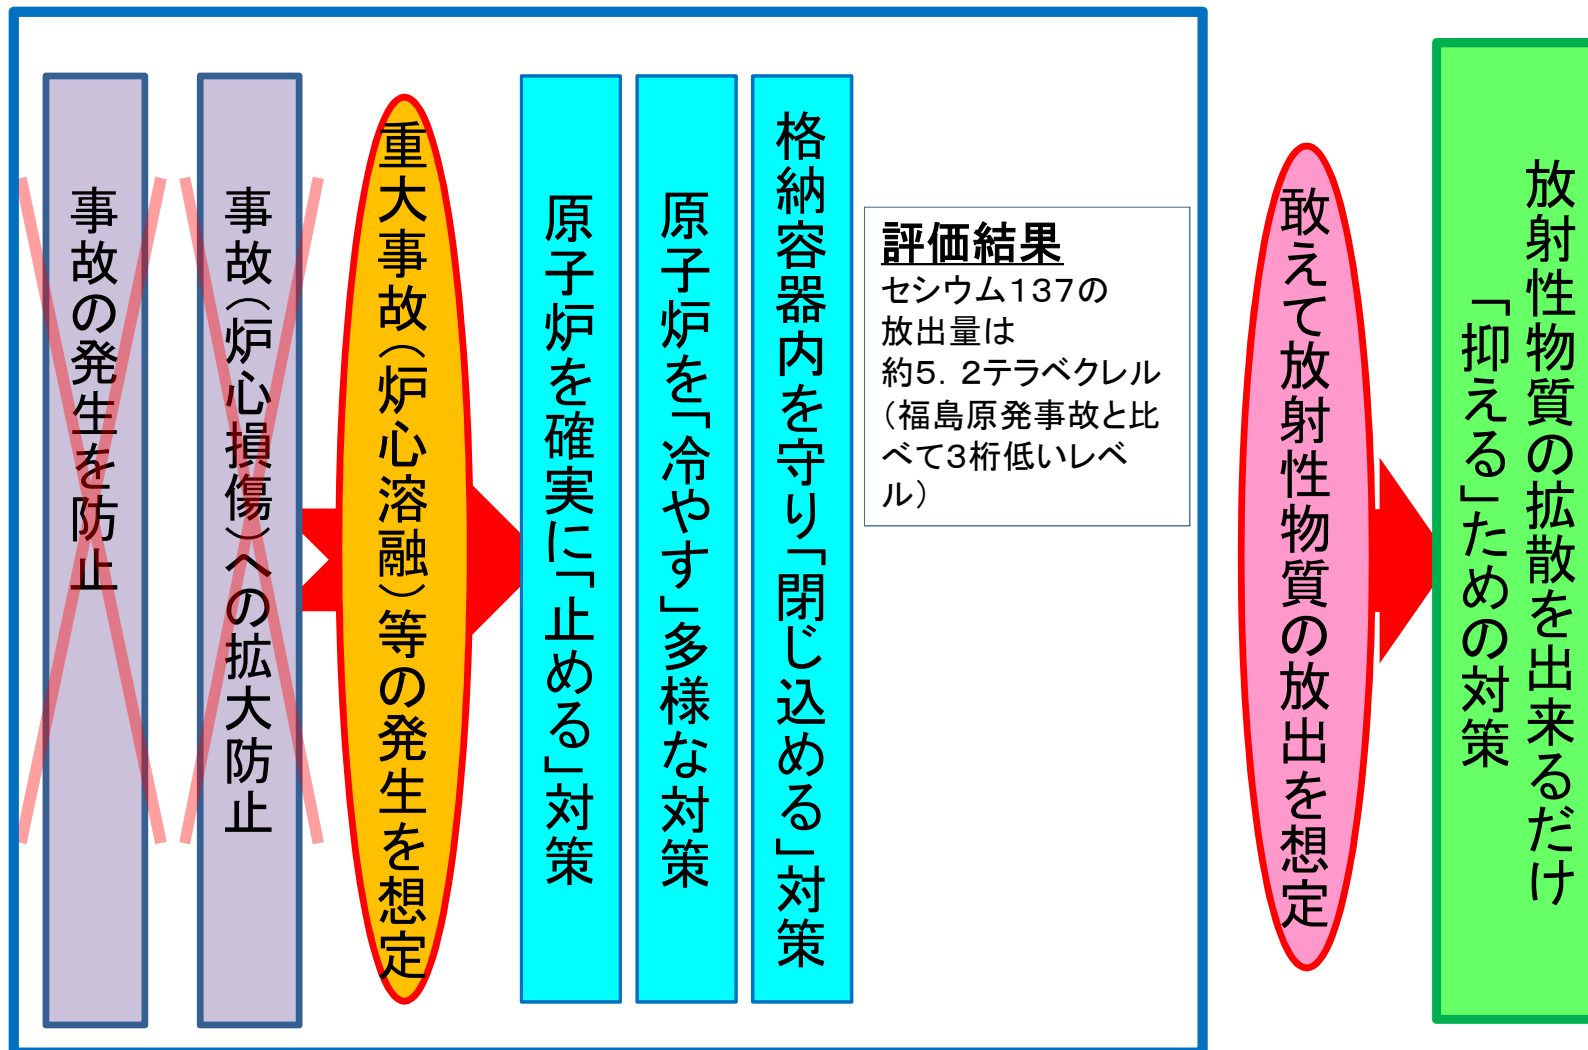 事故の発生を防止
事故（炉心損傷）への拡大防止
重大事故（炉心溶融）等の発生を想定
原子炉を確実に「止める」対策
原子炉を「冷やす」多様な対策
格納容器内を守り「閉じ込める」対策
評価結果
セシウム１３７の
放出量は
約５．２テラベクレル
（福島原発事故と比
べて３桁低いレベ
ル）
敢えて放射性物質の放出を想定
放射性物質の拡散を出来るだけ
「抑える」ための対策